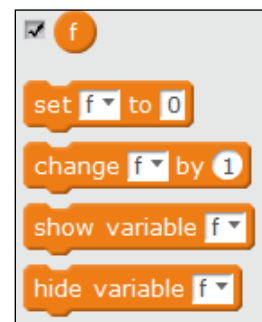 f
set f to 0
change f by 1
show variable f
hide variable f